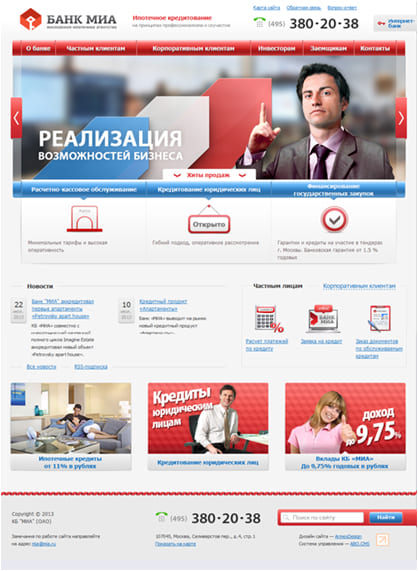 Карта сайта Обратная связь Вопрос-ответ
БАНК МИА
МОСКОВСКОЕ ИПОТЕЧНОЕ АГЕНТСТВО
Ипотечное кредитование
на принципах профессионализма и соучастия
(495) 380·20·38
Интернет-
банк
О банке Частным клиентам Корпоративным клиентам Инвесторам Заемщикам Контакты
РЕАЛИЗАЦИЯ
ВОЗМОЖНОСТЕЙ БИЗНЕСА
Хиты продаж
Расчетно-кассовое обслуживание
Кредитование юридических лиц
Финансирование
государственных закупок
Открыто
Минимальные тарифы и высокая
оперативность
Гибкий подход, оперативное рассмотрение
Гарантия и кредиты на участие в тендерах
г. Москвы. Банковская гарантия от 1.5 %
годовых
Новости
22
2013
Банк "МИА" аккредитовал
первые апартаменты
«Petrovsky apart house»
КБ «МИА» совместно с
полного цикла Imagine Estate
аккредитовал новый объект
«Petrovsky apart house».
10
2013
Кредитный продукт
«Апартаменты»
Банк «МИА» выводит на рынок
новый кредитный продукт
«Апартаменты».
Все новости RSS-подписка
Частным лицам Корпоративным клиентам
БАНК
МИА
Расчет платежей
по кредиту
Заявка на кредит
Заказ документов
по обслуживаемым
кредитам
Ипотечные кредиты
от 11% в рублях
Кредиты
юридическим
лицам
Кредитование юридических лиц
доход
до 9,75%
Вклады КБ «МИА»
До 9,75% годовых в рублях
Copyright © 2013
КБ "МИА" (ОАО)
(495) 380·20·38
Поиск по сайту
Найти
Замечания по работе сайта направляйте
на адрес mia@mia.ru
107045, Москва, Селиверстов пер., д. 4, стр. 1
Показать на карте
Дизайн сайта — AnnexDesign
Система управления — ABO.CMS